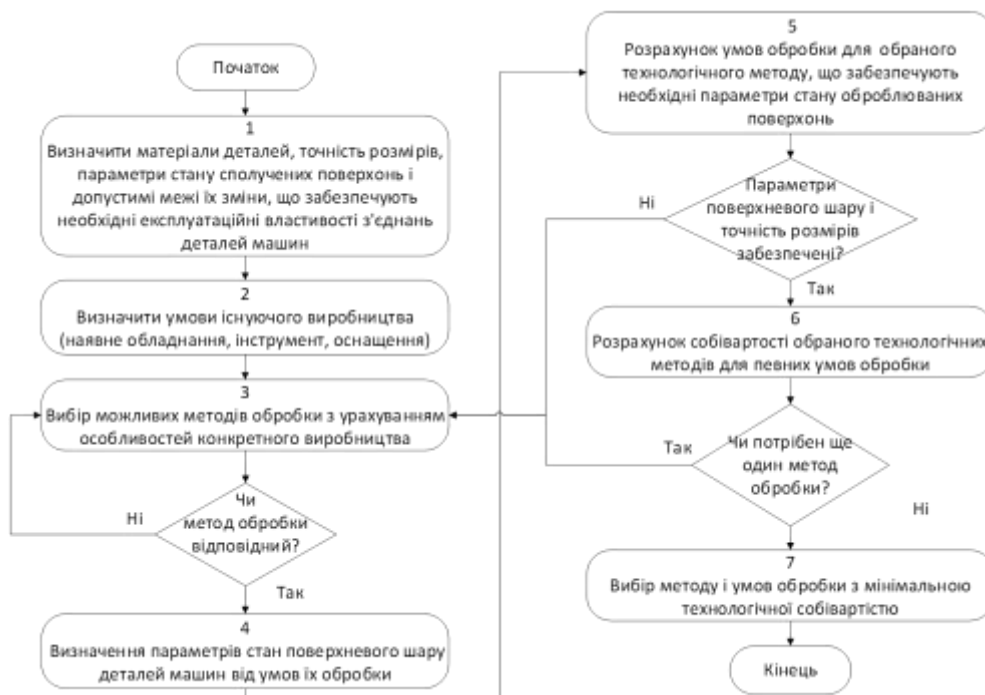 Початок
1
Визначити матеріали деталей, точність розмірів,
параметри стану сполучених поверхонь і
допустимі межі їх зміни, що забезпечують
необхідні експлуатаційні властивості з'єднань
деталей машин
2
Визначити умови існуючого виробництва
(наявне обладнання, інструмент, оснащення)
3
Вибір можливих методів обробки з урахуванням
особливостей конкретного виробництва
Чи
метод обробки
відповідний?
Ні
Так
4
Визначення параметрів стан поверхневого шару
деталей машин від умов їх обробки
5
Розрахунок умов обробки для обраного
технологічного методу, що забезпечують
необхідні параметри стану оброблюваних
поверхонь
Параметри
поверхневого шару і
точність розмірів
забезпечені?
Ні
Так
6
Розрахунок собівартості обраного технологічних
методів для певних умов обробки
Чи потрібен ще
один метод
обробки?
Так
Ні
7
Вибір методу і умов обробки з мінімальною
технологічної собівартістю
Кінець